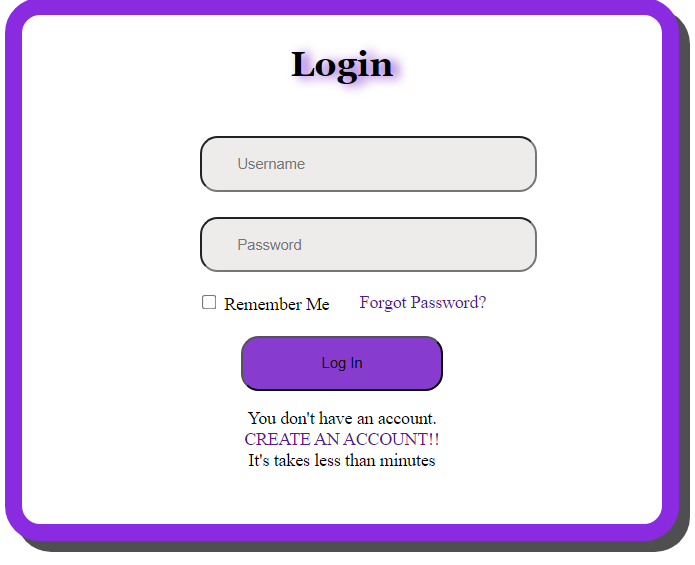 Login
Username
Password
Remember Me Forgot Password?
Log In
You don't have an account.
CREATE AN ACCOUNT!!
It's takes less than minutes